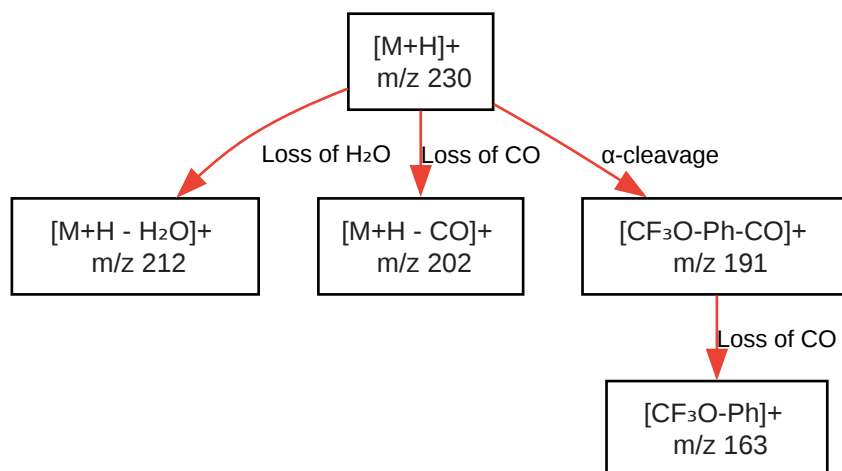 [M+H]+
m/z 230
Loss of H₂O
Loss of CO
α-cleavage
[M+H - H₂O]+
m/z 212
[M+H - CO]+
m/z 202
[CF₃O-Ph-CO]+
m/z 191
Loss of CO
[CF₃O-Ph]+
m/z 163